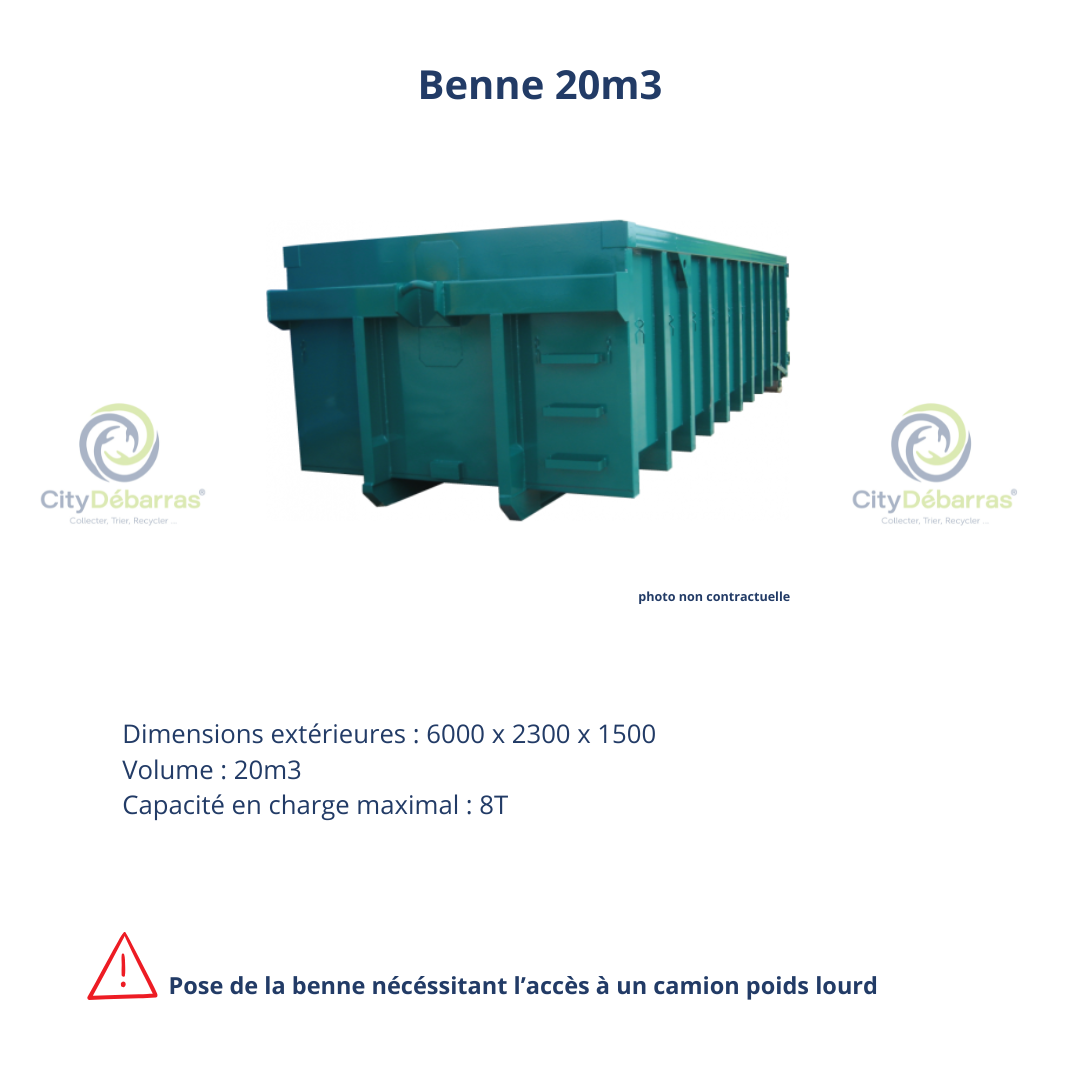 Benne 20m3
CityDébarras®
Collecter, Trier, Recycler ...
CityDébarras®
Collecter, Trier, Recycler ...
photo non contractuelle
Dimensions extérieures : 6000 x 2300 x 1500
Volume : 20m3
Capacité en charge maximal : 8T
Pose de la benne nécéssitant l’accès à un camion poids lourd